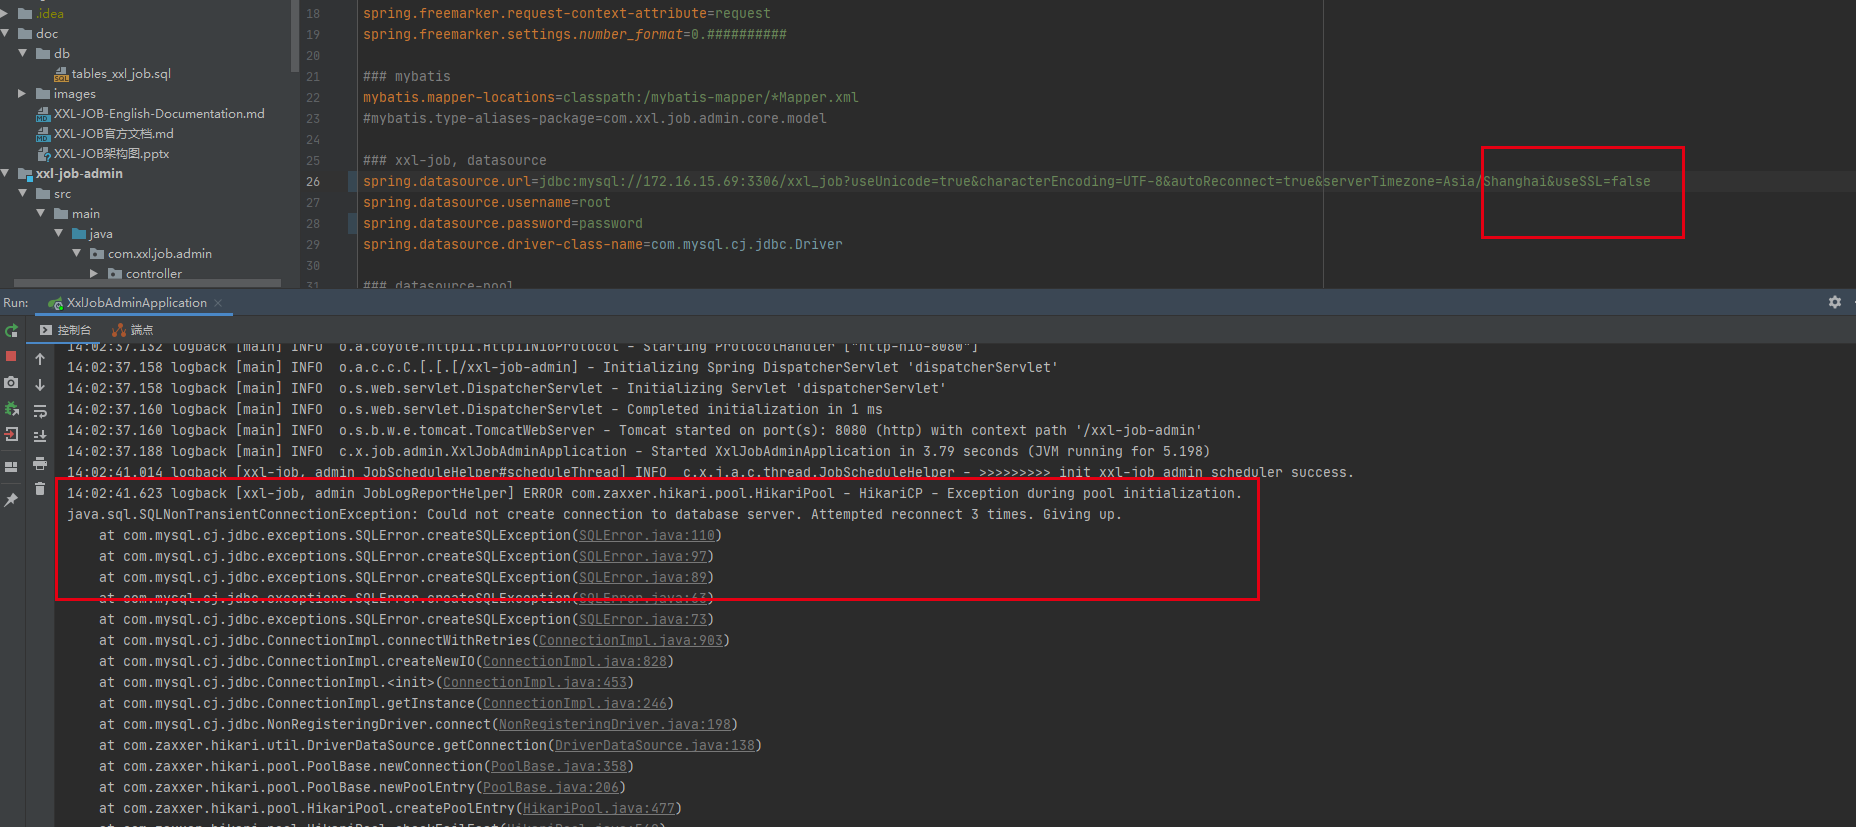 .idea
doc
db
tables_xxl_job.sql
images
XXL-JOB-English-Documentation.md
XXL-JOB官方文档.md
XXL-JOB架构图.pptx
xxl-job-admin
src
main
java
com.xxl.job.admin
controller
18 spring.freemarker.request-context-attribute=request
19 spring.freemarker.settings.number_format=0.##########
20
21 ### mybatis
22 mybatis.mapper-locations=classpath:/mybatis-mapper/*Mapper.xml
23 #mybatis.type-aliases-package=com.xxl.job.admin.core.model
24
25 ### xxl-job, datasource
26 spring.datasource.url=jdbc:mysql://172.16.15.69:3306/xxl_job?useUnicode=true&characterEncoding=UTF-8&autoReconnect=true&serverTimezone=Asia/Shanghai&useSSL=false
27 spring.datasource.username=root
28 spring.datasource.password=password
29 spring.datasource.driver-class-name=com.mysql.cj.jdbc.Driver
30
31 ### datasource-pool
Run: XxlJobAdminApplication
控制台 端点
14:02:37.132 logback [main] INFO  o.a.coyote.http11.Http11NioProtocol - Starting ProtocolHandler ["http-nio-8080"]
14:02:37.158 logback [main] INFO  o.a.c.c.C.[.[.[/xxl-job-admin] - Initializing Spring DispatcherServlet 'dispatcherServlet'
14:02:37.158 logback [main] INFO  o.s.web.servlet.DispatcherServlet - Initializing Servlet 'dispatcherServlet'
14:02:37.160 logback [main] INFO  o.s.web.servlet.DispatcherServlet - Completed initialization in 1 ms
14:02:37.160 logback [main] INFO  o.s.b.w.e.tomcat.TomcatWebServer - Tomcat started on port(s): 8080 (http) with context path '/xxl-job-admin'
14:02:37.188 logback [main] INFO  c.x.job.admin.XxlJobAdminApplication - Started XxlJobAdminApplication in 3.79 seconds (JVM running for 5.198)
14:02:41.014 logback [xxl-job, admin JobScheduleHelper#scheduleThread] INFO  c.x.j.a.c.thread.JobScheduleHelper - >>>>>>>>> init xxl-job admin scheduler success.
14:02:41.623 logback [xxl-job, admin JobLogReportHelper] ERROR com.zaxxer.hikari.pool.HikariPool - HikariCP - Exception during pool initialization.
java.sql.SQLNonTransientConnectionException: Could not create connection to database server. Attempted reconnect 3 times. Giving up.
at com.mysql.cj.jdbc.exceptions.SQLError.createSQLException(SQLError.java:110)
at com.mysql.cj.jdbc.exceptions.SQLError.createSQLException(SQLError.java:97)
at com.mysql.cj.jdbc.exceptions.SQLError.createSQLException(SQLError.java:89)
at com.mysql.cj.jdbc.exceptions.SQLError.createSQLException(SQLError.java:63)
at com.mysql.cj.jdbc.exceptions.SQLError.createSQLException(SQLError.java:73)
at com.mysql.cj.jdbc.ConnectionImpl.connectWithRetries(ConnectionImpl.java:903)
at com.mysql.cj.jdbc.ConnectionImpl.createNewIO(ConnectionImpl.java:828)
at com.mysql.cj.jdbc.ConnectionImpl.<init>(ConnectionImpl.java:453)
at com.mysql.cj.jdbc.ConnectionImpl.getInstance(ConnectionImpl.java:246)
at com.mysql.cj.jdbc.NonRegisteringDriver.connect(NonRegisteringDriver.java:198)
at com.zaxxer.hikari.util.DriverDataSource.getConnection(DriverDataSource.java:138)
at com.zaxxer.hikari.pool.PoolBase.newConnection(PoolBase.java:358)
at com.zaxxer.hikari.pool.PoolBase.newPoolEntry(PoolBase.java:206)
at com.zaxxer.hikari.pool.HikariPool.createPoolEntry(HikariPool.java:477)